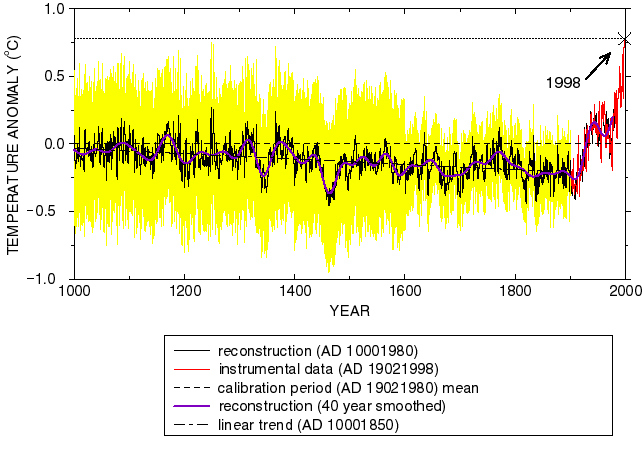 1.0
0.5
0.0
−0.5
−1.0
TEMPERATURE ANOMALY (°C)
1998
1000 1200 1400 1600 1800 2000
YEAR
reconstruction (AD 10001980)
instrumental data (AD 19021998)
calibration period (AD 19021980) mean
reconstruction (40 year smoothed)
linear trend (AD 10001850)